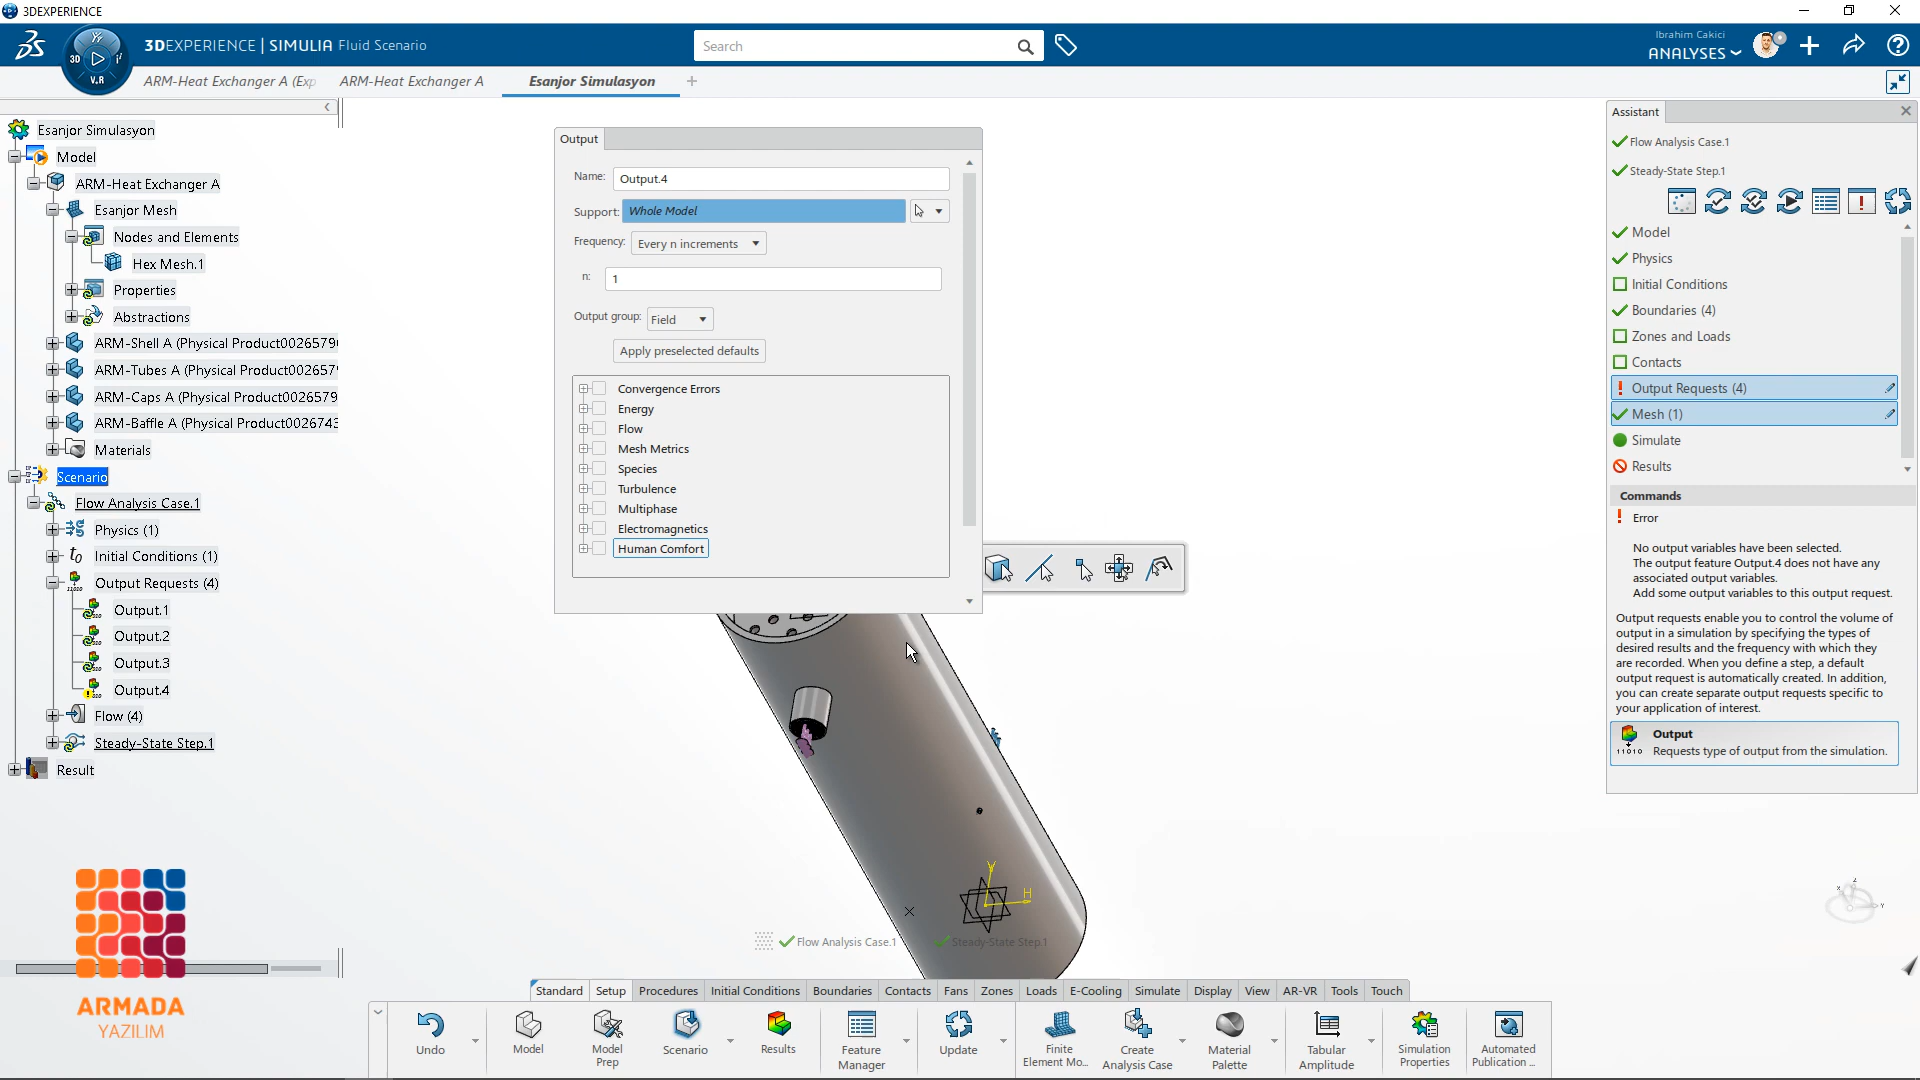 3DEXPERIENCE
3DEXPERIENCE | SIMULIA Fluid Scenario
3D
V.R
Search
Ibrahim Cakici
ANALYSES
ARM-Heat Exchanger A (Exp
ARM-Heat Exchanger A
Esanjor Simulasyon
Esanjor Simulasyon
Model
ARM-Heat Exchanger A
Esanjor Mesh
Nodes and Elements
Hex Mesh.1
Properties
Abstractions
ARM-Shell A (Physical Product0026579
ARM-Tubes A (Physical Product002657
ARM-Caps A (Physical Product0026579
ARM-Baffle A (Physical Product0026743
Materials
Scenario
Flow Analysis Case.1
Physics (1)
Initial Conditions (1)
Output Requests (4)
Output.1
Output.2
Output.3
Output.4
Flow (4)
Steady-State Step.1
Result
ARMADA
YAZILIM
Output
Name: Output.4
Support: Whole Model
Frequency: Every n increments
n: 1
Output group: Field
Apply preselected defaults
Convergence Errors
Energy
Flow
Mesh Metrics
Species
Turbulence
Multiphase
Electromagnetics
Human Comfort
Y
H
Flow Analysis Case.1 Steady-State Step.1
Assistant
Flow Analysis Case.1
Steady-State Step.1
Model
Physics
Initial Conditions
Boundaries (4)
Zones and Loads
Contacts
Output Requests (4)
Mesh (1)
Simulate
Results
Commands
Error
No output variables have been selected.
The output feature Output.4 does not have any
associated output variables.
Add some output variables to this output request.
Output requests enable you to control the volume of
output in a simulation by specifying the types of
desired results and the frequency with which they
are recorded. When you define a step, a default
output request is automatically created. In addition,
you can create separate output requests specific to
your application of interest.
Output
Requests type of output from the simulation.
Standard Setup Procedures Initial Conditions Boundaries Contacts Fans Zones Loads E-Cooling Simulate Display View AR-VR Tools Touch
Undo
Model
Model
Prep
Scenario
Results
Feature
Manager
Update
Finite
Element Mo...
Create
Analysis Case
Material
Palette
Tabular
Amplitude
Simulation
Properties
Automated
Publication ...